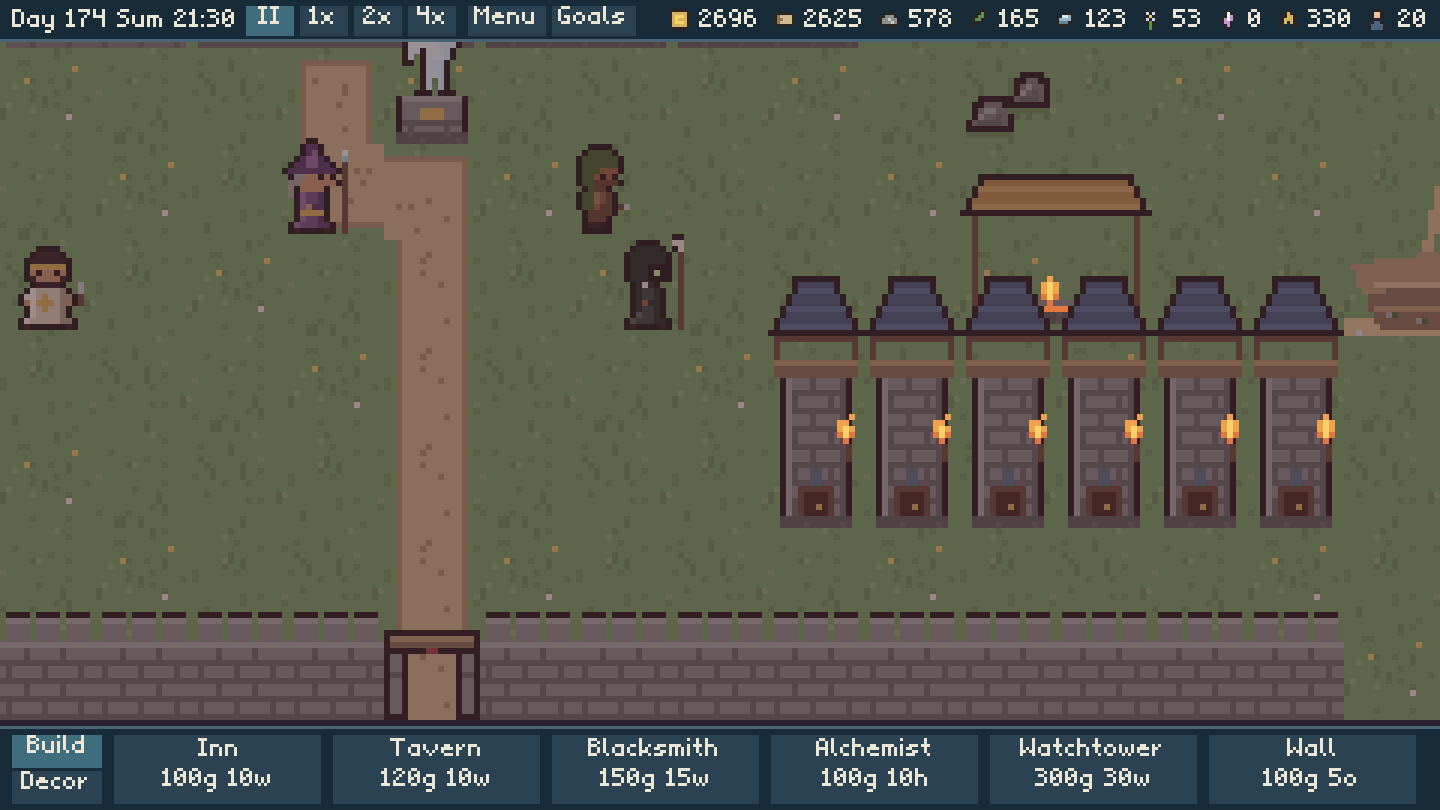 Day 174 Sum 21:30 II 1x 2x 4x Menu Goals 2696 2625 578 165 123 53 0 330 20
Build
Decor
Inn
100g 10w
Tavern
120g 10w
Blacksmith
150g 15w
Alchemist
100g 10h
Watchtower
300g 30w
Wall
100g 5o